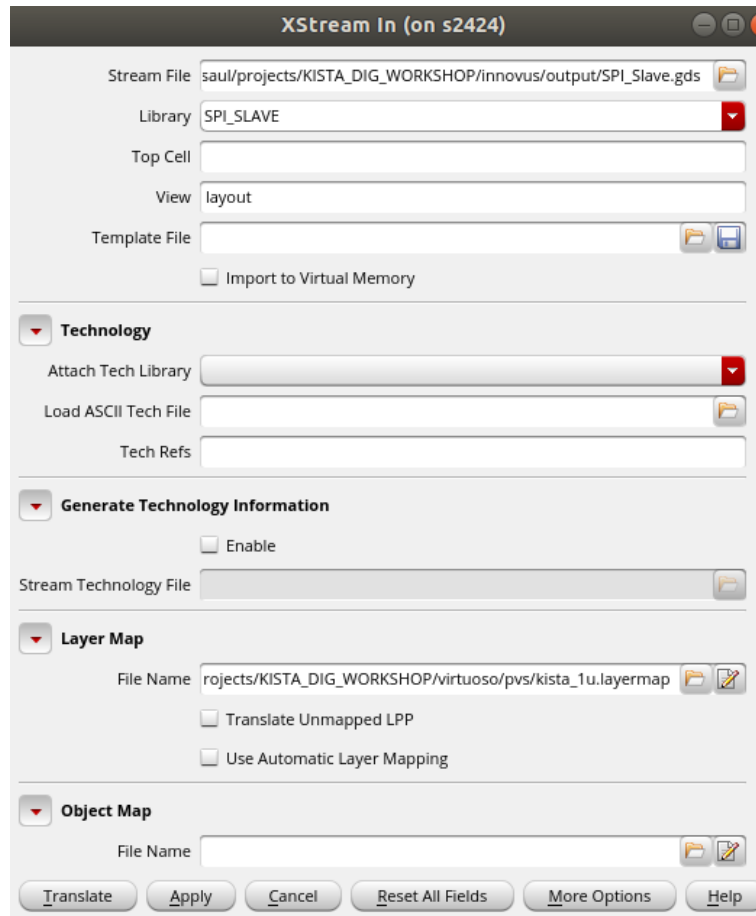 XStream In (on s2424)
Stream File saul/projects/KISTA_DIG_WORKSHOP/innovus/output/SPI_Slave.gds
Library SPI_SLAVE
Top Cell
View layout
Template File
Import to Virtual Memory
Technology
Attach Tech Library
Load ASCII Tech File
Tech Refs
Generate Technology Information
Enable
Stream Technology File
Layer Map
File Name rojects/KISTA_DIG_WORKSHOP/virtuoso/pvs/kista_1u.layermap
Translate Unmapped LPP
Use Automatic Layer Mapping
Object Map
File Name
Translate Apply Cancel Reset All Fields More Options Help